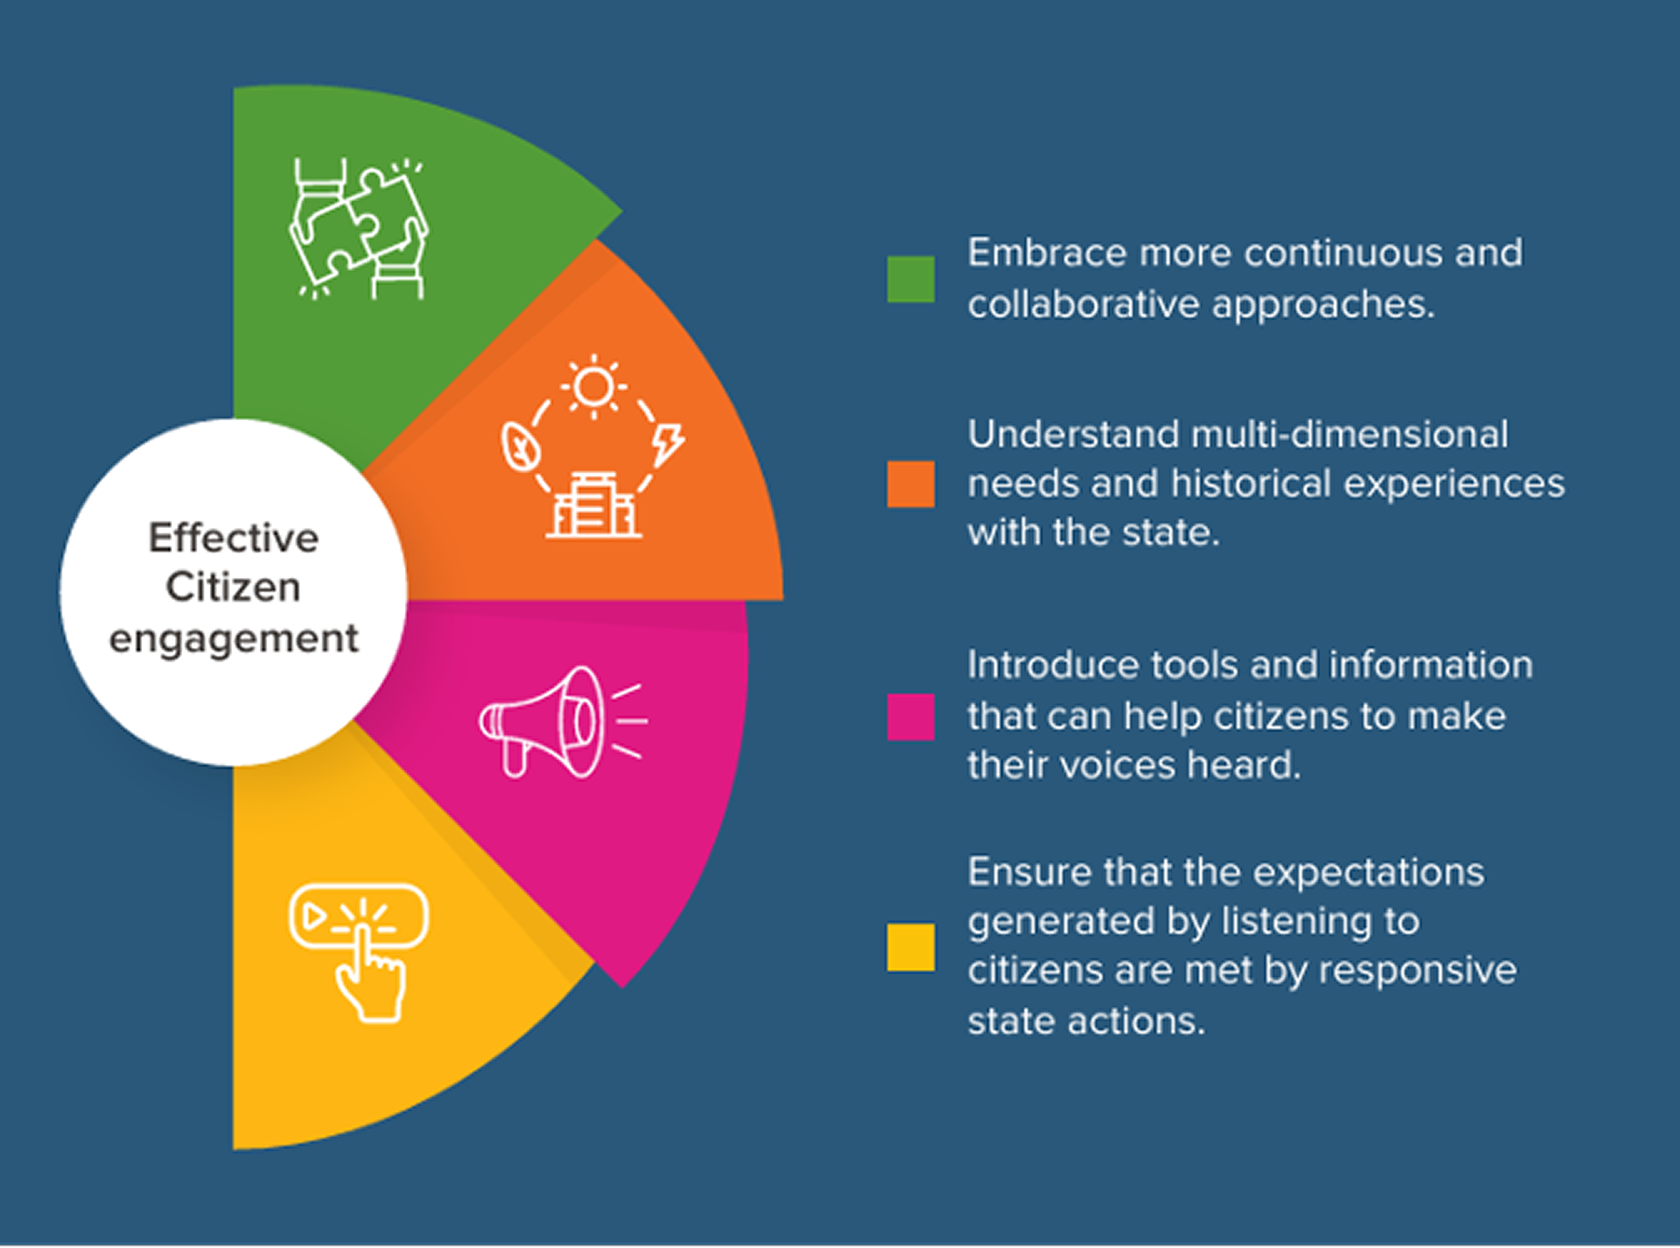 Effective
Citizen
engagement
Embrace more continuous and
collaborative approaches.
Understand multi-dimensional
needs and historical experiences
with the state.
Introduce tools and information
that can help citizens to make
their voices heard.
Ensure that the expectations
generated by listening to
citizens are met by responsive
state actions.